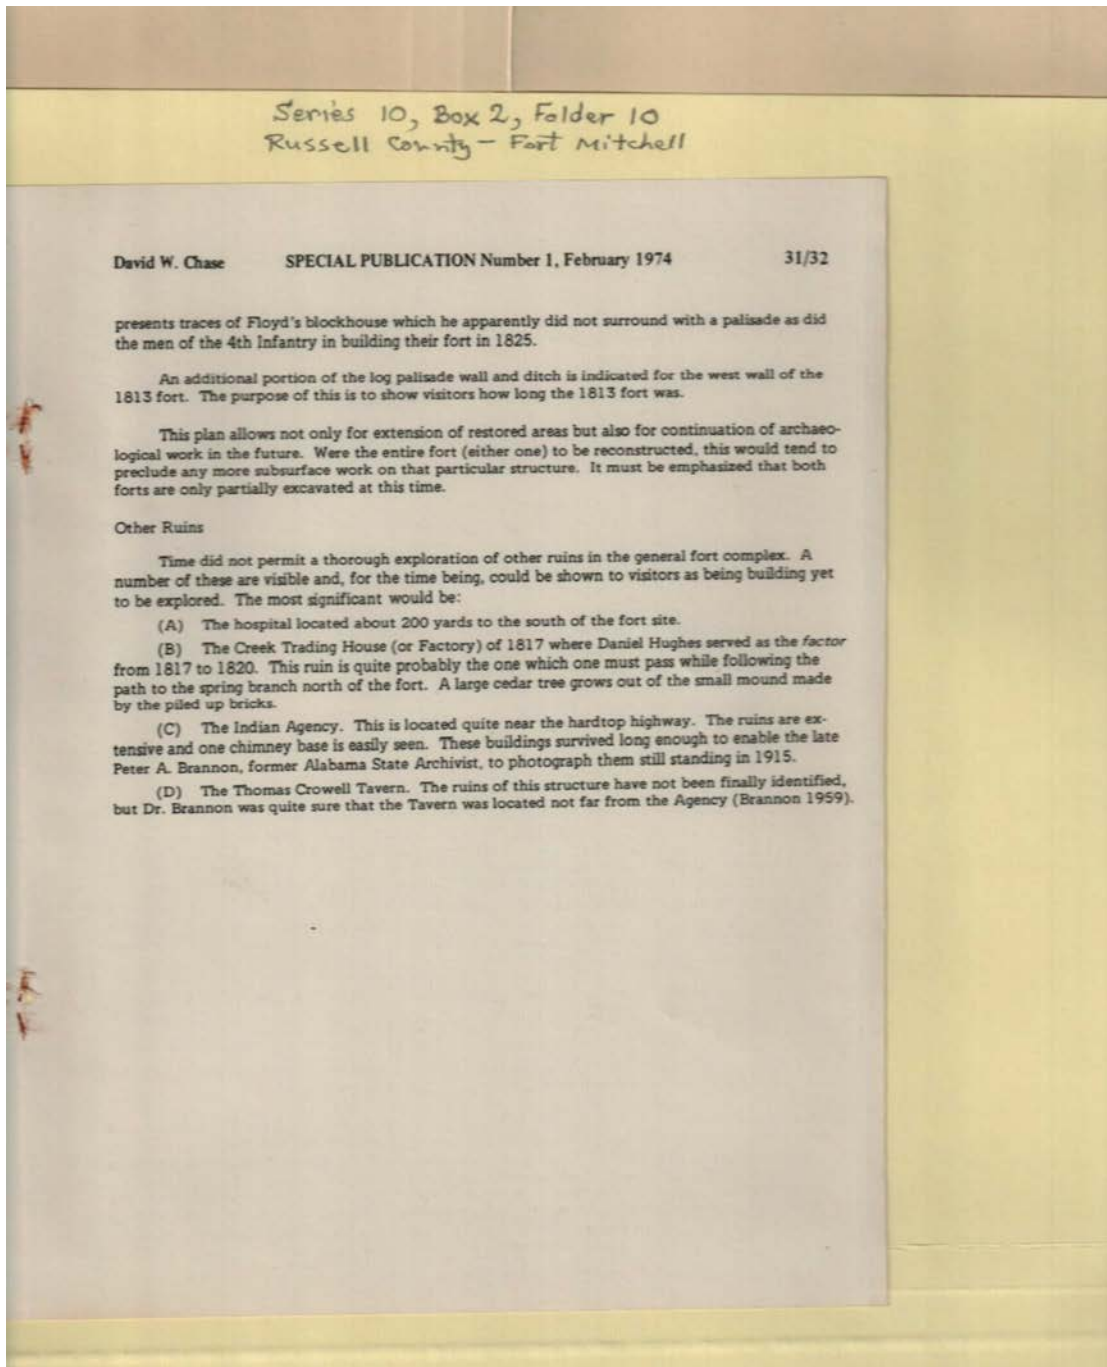 Series 10, Box 2, Folder 10
Russell County - Fort Mitchell
David W. Chase SPECIAL PUBLICATION Number 1, February 1974 31/32
presents traces of Floyd's blockhouse which he apparently did not surround with a palisade as did
the men of the 4th Infantry in building their fort in 1825.
An additional portion of the log palisade wall and ditch is indicated for the west wall of the
1813 fort. The purpose of this is to show visitors how long the 1813 fort was.
This plan allows not only for extension of restored areas but also for continuation of archaeo-
logical work in the future. Were the entire fort (either one) to be reconstructed, this would tend to
preclude any more subsurface work on that particular structure. It must be emphasized that both
forts are only partially excavated at this time.
Other Ruins
Time did not permit a thorough exploration of other ruins in the general fort complex. A
number of these are visible and, for the time being, could be shown to visitors as being building yet
to be explored. The most significant would be:
(A) The hospital located about 200 yards to the south of the fort site.
(B) The Creek Trading House (or Factory) of 1817 where Daniel Hughes served as the factor
from 1817 to 1820. This ruin is quite probably the one which one must pass while following the
path to the spring branch north of the fort. A large cedar tree grows out of the small mound made
by the piled up bricks.
(C) The Indian Agency. This is located quite near the hardtop highway. The ruins are ex-
tensive and one chimney base is easily seen. These buildings survived long enough to enable the late
Peter A. Brannon, former Alabama State Archivist, to photograph them still standing in 1915.
(D) The Thomas Crowell Tavern. The ruins of this structure have not been finally identified,
but Dr. Brannon was quite sure that the Tavern was located not far from the Agency (Brannon 1959).